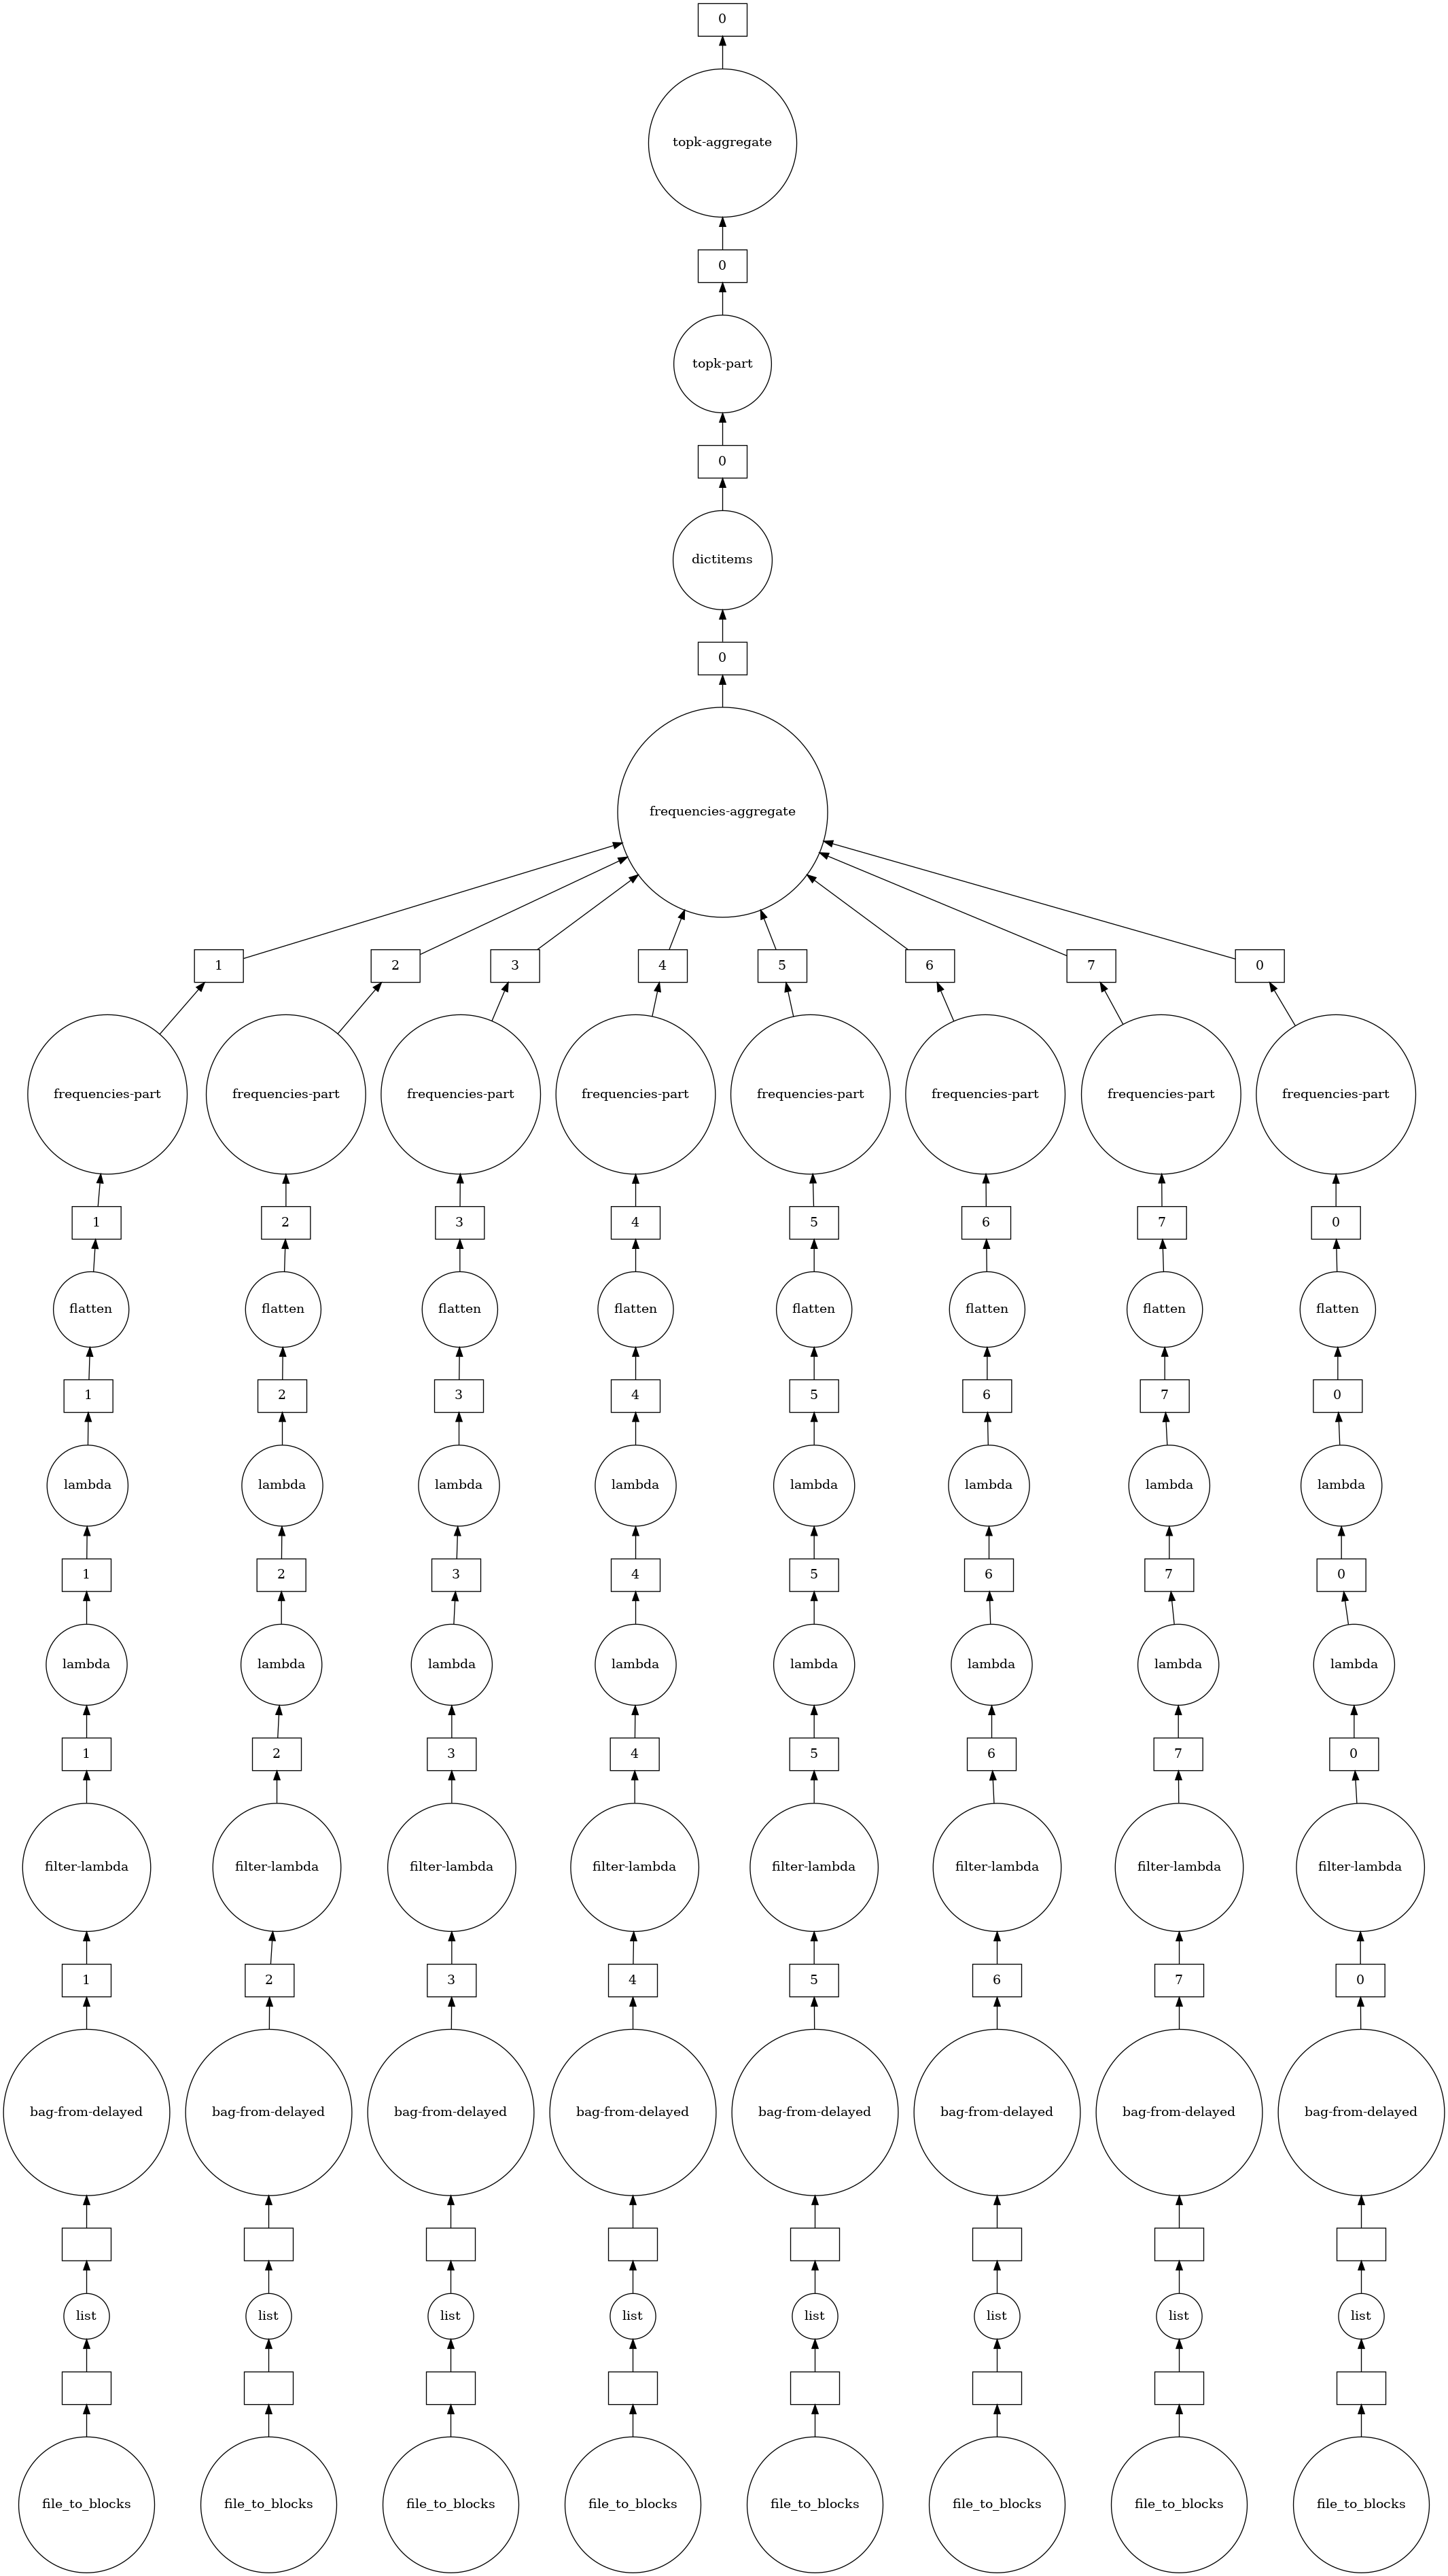 0
topk-aggregate
0
topk-part
0
dictitems
0
frequencies-aggregate
1 2 3 4 5 6 7 0
frequencies-part frequencies-part frequencies-part frequencies-part frequencies-part frequencies-part frequencies-part frequencies-part
1 2 3 4 5 6 7 0
flatten flatten flatten flatten flatten flatten flatten flatten
1 2 3 4 5 6 7 0
lambda lambda lambda lambda lambda lambda lambda lambda
1 2 3 4 5 6 7 0
lambda lambda lambda lambda lambda lambda lambda lambda
1 2 3 4 5 6 7 0
filter-lambda filter-lambda filter-lambda filter-lambda filter-lambda filter-lambda filter-lambda filter-lambda
1 2 3 4 5 6 7 0
bag-from-delayed bag-from-delayed bag-from-delayed bag-from-delayed bag-from-delayed bag-from-delayed bag-from-delayed bag-from-delayed
list list list list list list list list
file_to_blocks file_to_blocks file_to_blocks file_to_blocks file_to_blocks file_to_blocks file_to_blocks file_to_blocks